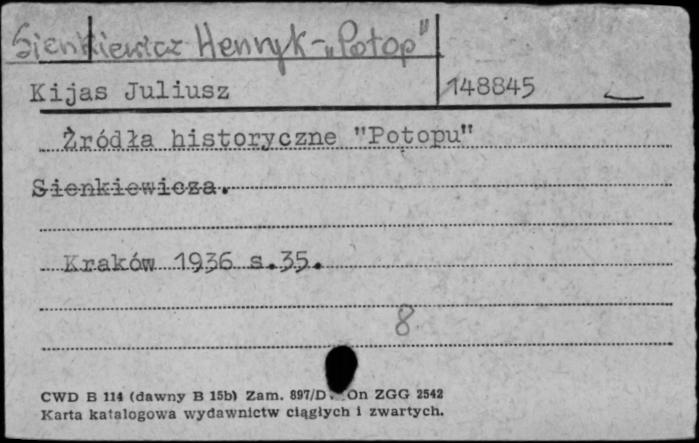 Sienkiewicz Henryk - „Potop"
Kijas Juliusz 148845
Źródła historyczne "Potopu"
Sienkiewicza.
Kraków 1936 s.35.
8
CWD B 114 (dawny B 15b) Zam. 897/D On ZGG 2542
Karta katalogowa wydawnictw ciągłych i zwartych.